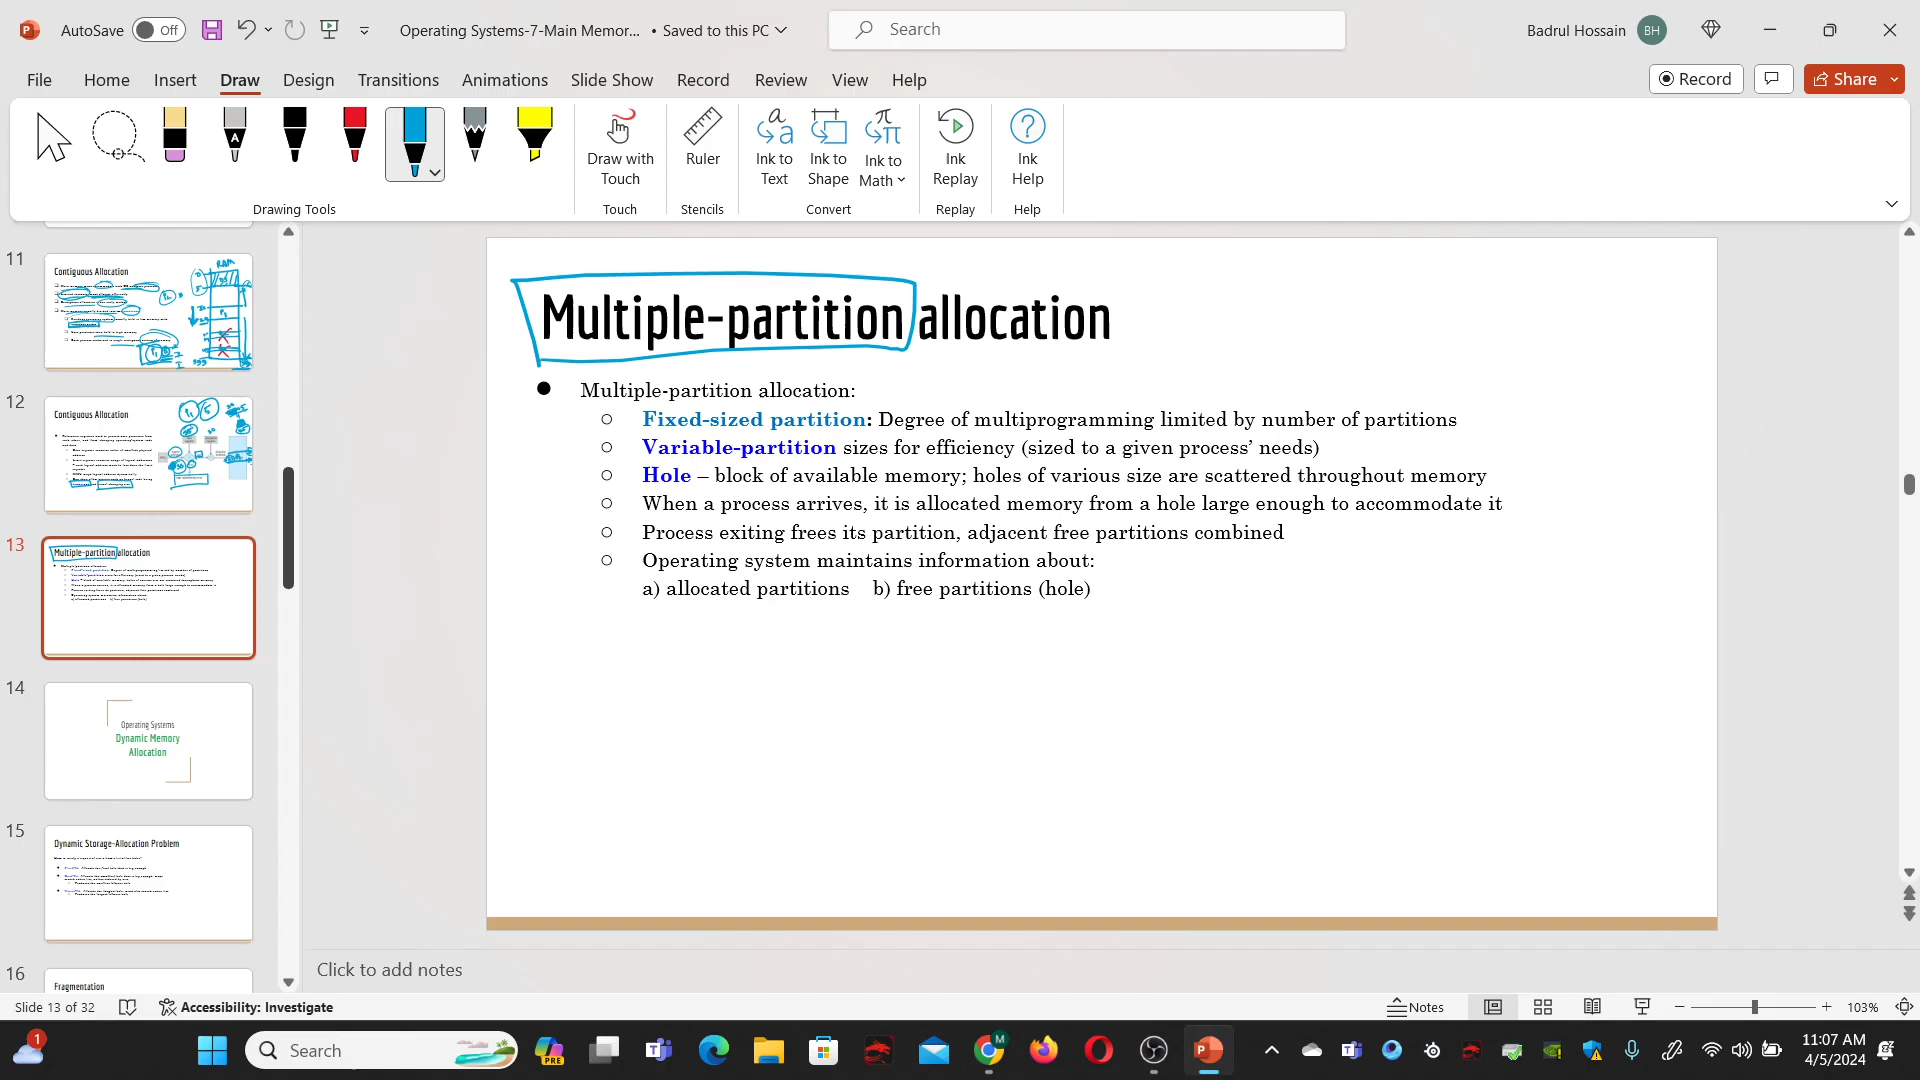 AutoSave Off Operating Systems-7-Main Memor... • Saved to this PC Search Badrul Hossain BH
File Home Insert Draw Design Transitions Animations Slide Show Record Review View Help Record Share
Draw with Touch
Ruler
Ink to Text
Ink to Shape
Ink to Math
Ink Replay
Ink Help
Drawing Tools Touch Stencils Convert Replay Help
11
Contiguous Allocation
RAM
12
Contiguous Allocation
13
Multiple-partition allocation
14
Operating Systems
Dynamic Memory
Allocation
15
Dynamic Storage-Allocation Problem
16
Fragmentation
Multiple-partition allocation
● Multiple-partition allocation:
○ Fixed-sized partition: Degree of multiprogramming limited by number of partitions
○ Variable-partition sizes for efficiency (sized to a given process’ needs)
○ Hole – block of available memory; holes of various size are scattered throughout memory
○ When a process arrives, it is allocated memory from a hole large enough to accommodate it
○ Process exiting frees its partition, adjacent free partitions combined
○ Operating system maintains information about:
a) allocated partitions b) free partitions (hole)
Click to add notes
Slide 13 of 32 Accessibility: Investigate Notes 103%
1 Search PRE M 11:07 AM
4/5/2024